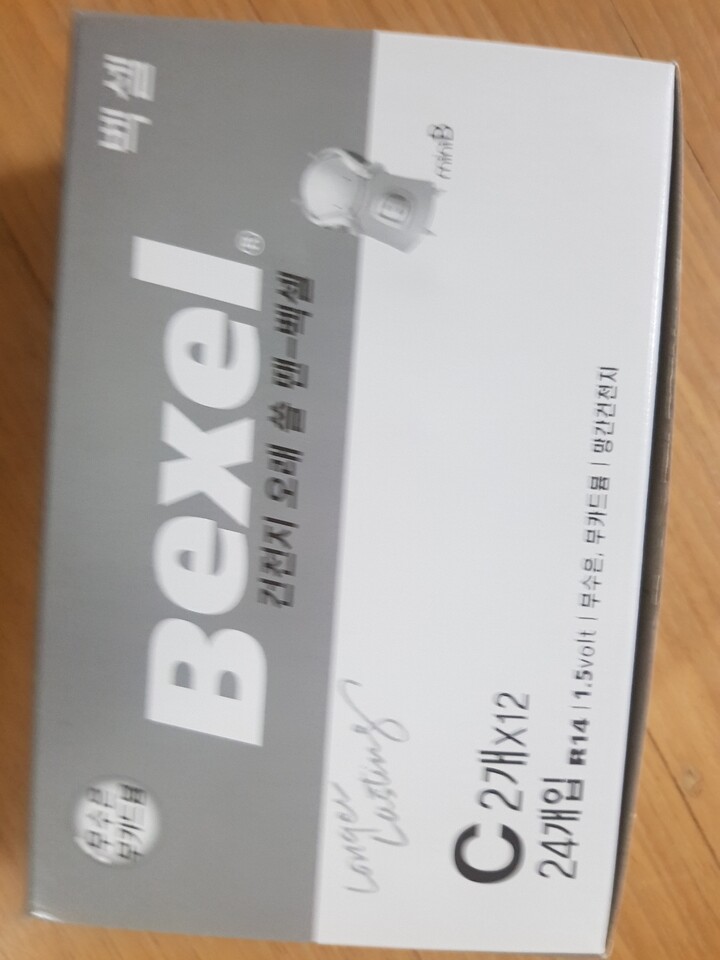 벡셀
Bexel®
건전지 오래 쓸 땐-벡셀
무수은
무카드뮴
miniB
Longer
Lasting
C 2개X12
24개입 R14 | 1.5volt | 무수은, 무카드뮴 | 망간건전지